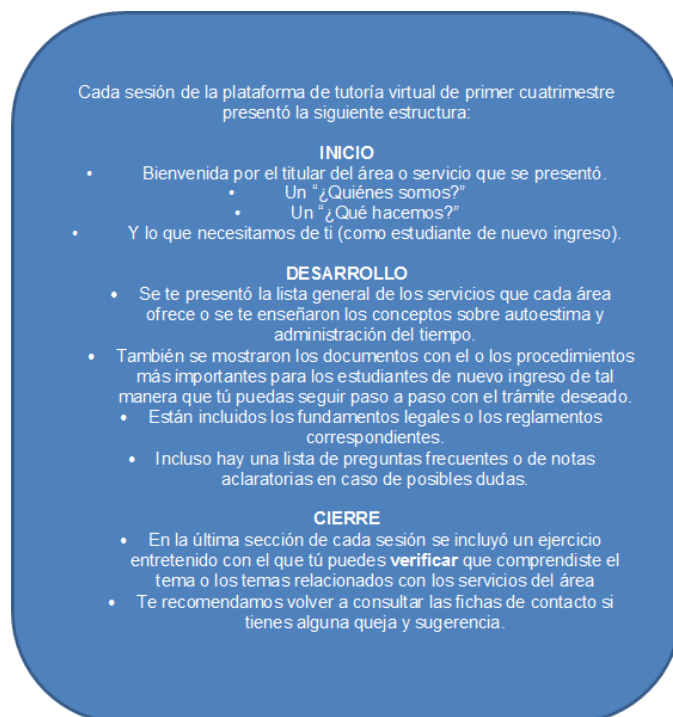 Cada sesión de la plataforma de tutoría virtual de primer cuatrimestre
presentó la siguiente estructura:
INICIO
• Bienvenida por el titular del área o servicio que se presentó.
• Un “¿Quiénes somos?”
• Un “¿Qué hacemos?”
• Y lo que necesitamos de ti (como estudiante de nuevo ingreso).
DESARROLLO
• Se te presentó la lista general de los servicios que cada área
ofrece o se te enseñaron los conceptos sobre autoestima y
administración del tiempo.
• También se mostraron los documentos con el o los procedimientos
más importantes para los estudiantes de nuevo ingreso de tal
manera que tú puedas seguir paso a paso con el trámite deseado.
• Están incluidos los fundamentos legales o los reglamentos
correspondientes.
• Incluso hay una lista de preguntas frecuentes o de notas
aclaratorias en caso de posibles dudas.
CIERRE
• En la última sección de cada sesión se incluyó un ejercicio
entretenido con el que tú puedes verificar que comprendiste el
tema o los temas relacionados con los servicios del área
• Te recomendamos volver a consultar las fichas de contacto si
tienes alguna queja y sugerencia.